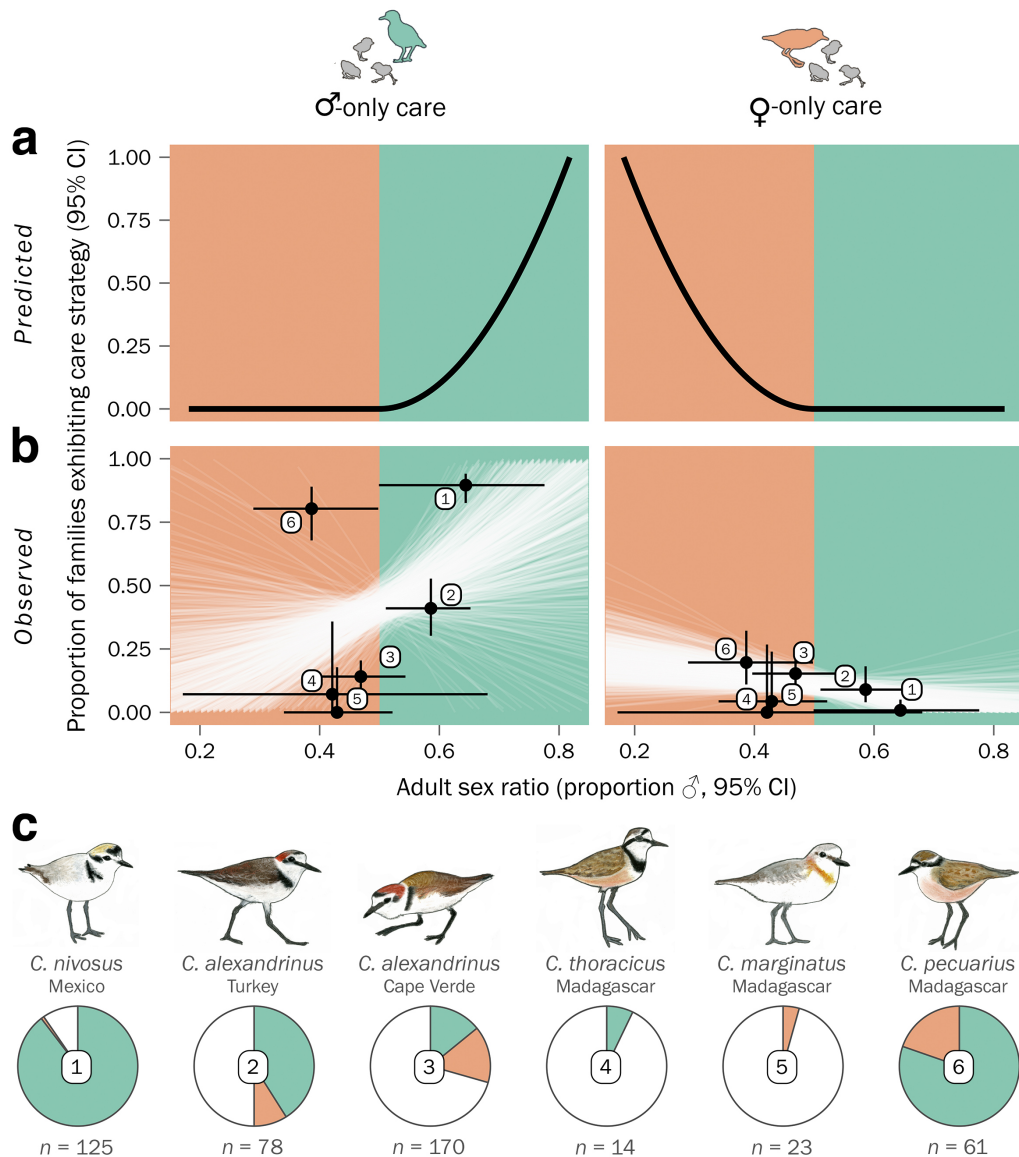 ♂-only care
♀-only care
a
Predicted
Proportion of families exhibiting care strategy (95% CI)
1.00
0.75
0.50
0.25
0.00
b
Observed
1.00
0.75
0.50
0.25
0.00
1
6
2
3
4
5
6
3
2
4
5
1
0.2
0.4
0.6
0.8
0.2
0.4
0.6
0.8
Adult sex ratio (proportion ♂, 95% CI)
c
C. nivosus
Mexico
C. alexandrinus
Turkey
C. alexandrinus
Cape Verde
C. thoracicus
Madagascar
C. marginatus
Madagascar
C. pecuarius
Madagascar
1
2
3
4
5
6
n = 125
n = 78
n = 170
n = 14
n = 23
n = 61